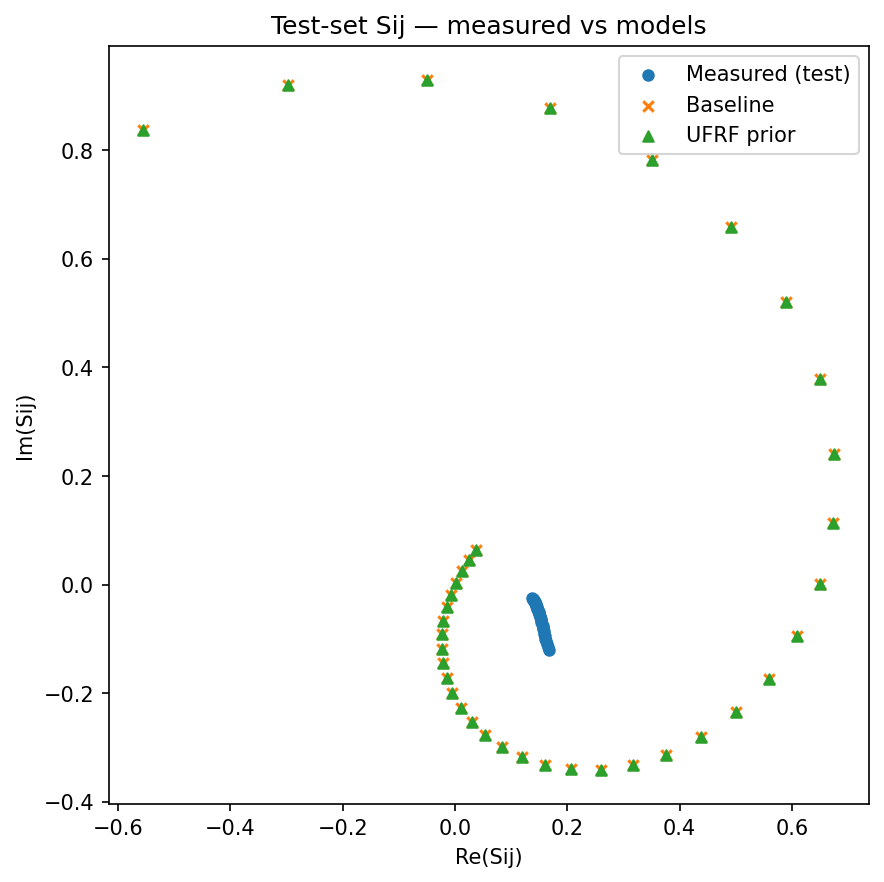 Test-set Sij — measured vs models
Measured (test)
Baseline
UFRF prior
Im(Sij)
0.8
0.6
0.4
0.2
0.0
−0.2
−0.4
−0.6
−0.4
−0.2
0.0
0.2
0.4
0.6
Re(Sij)